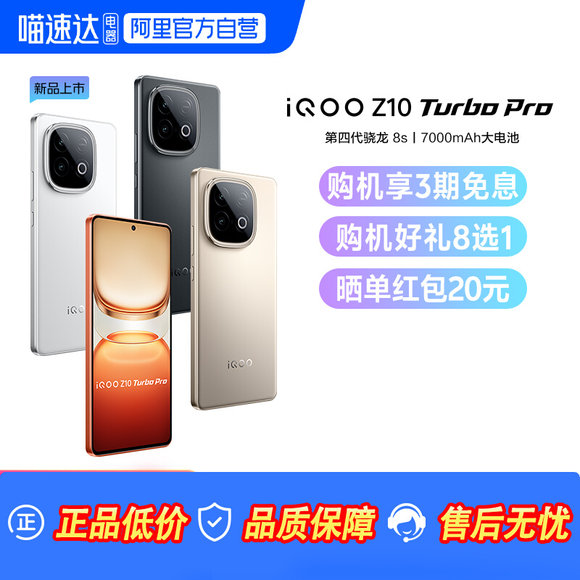 喵速达电器 阿里官方自营
新品上市
iQOO Z10 Turbo Pro
第四代骁龙 8s | 7000mAh大电池
购机享3期免息
购机好礼8选1
晒单红包20元
iQOO
iQOO
iQOO Z10 Turbo Pro
正 正品低价 品质保障 售后无忧